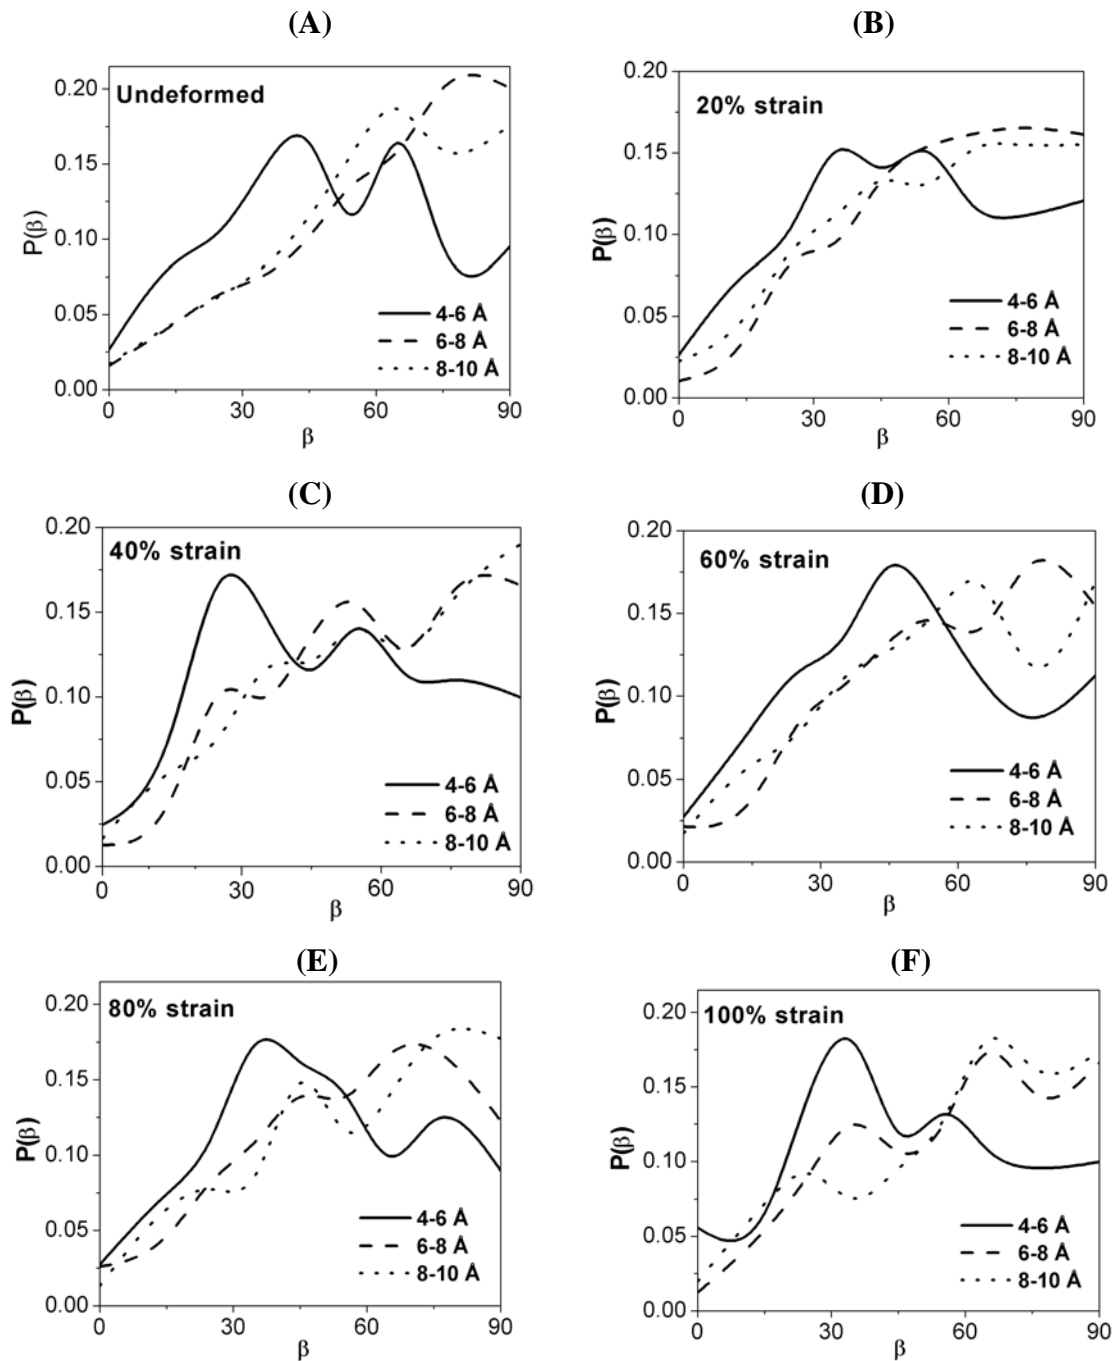 (A)
Undeformed
0.20
0.15
0.10
0.05
0.00
P(β)
4-6 Å
6-8 Å
8-10 Å
0 30 60 90
β
(B)
20% strain
0.20
0.15
0.10
0.05
0.00
P(β)
4-6 Å
6-8 Å
8-10 Å
0 30 60 90
β
(C)
40% strain
0.20
0.15
0.10
0.05
0.00
P(β)
4-6 Å
6-8 Å
8-10 Å
0 30 60 90
β
(D)
60% strain
0.20
0.15
0.10
0.05
0.00
P(β)
4-6 Å
6-8 Å
8-10 Å
0 30 60 90
β
(E)
80% strain
0.20
0.15
0.10
0.05
0.00
P(β)
4-6 Å
6-8 Å
8-10 Å
0 30 60 90
β
(F)
100% strain
0.20
0.15
0.10
0.05
0.00
P(β)
4-6 Å
6-8 Å
8-10 Å
0 30 60 90
β